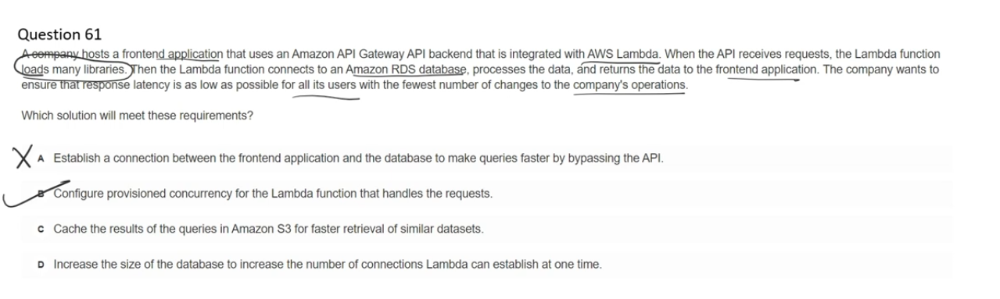 Question 61
A company hosts a frontend application that uses an Amazon API Gateway API backend that is integrated with AWS Lambda. When the API receives requests, the Lambda function
loads many libraries. Then the Lambda function connects to an Amazon RDS database, processes the data, and returns the data to the frontend application. The company wants to
ensure that response latency is as low as possible for all its users with the fewest number of changes to the company's operations.
Which solution will meet these requirements?
A Establish a connection between the frontend application and the database to make queries faster by bypassing the API.
B Configure provisioned concurrency for the Lambda function that handles the requests.
C Cache the results of the queries in Amazon S3 for faster retrieval of similar datasets.
D Increase the size of the database to increase the number of connections Lambda can establish at one time.